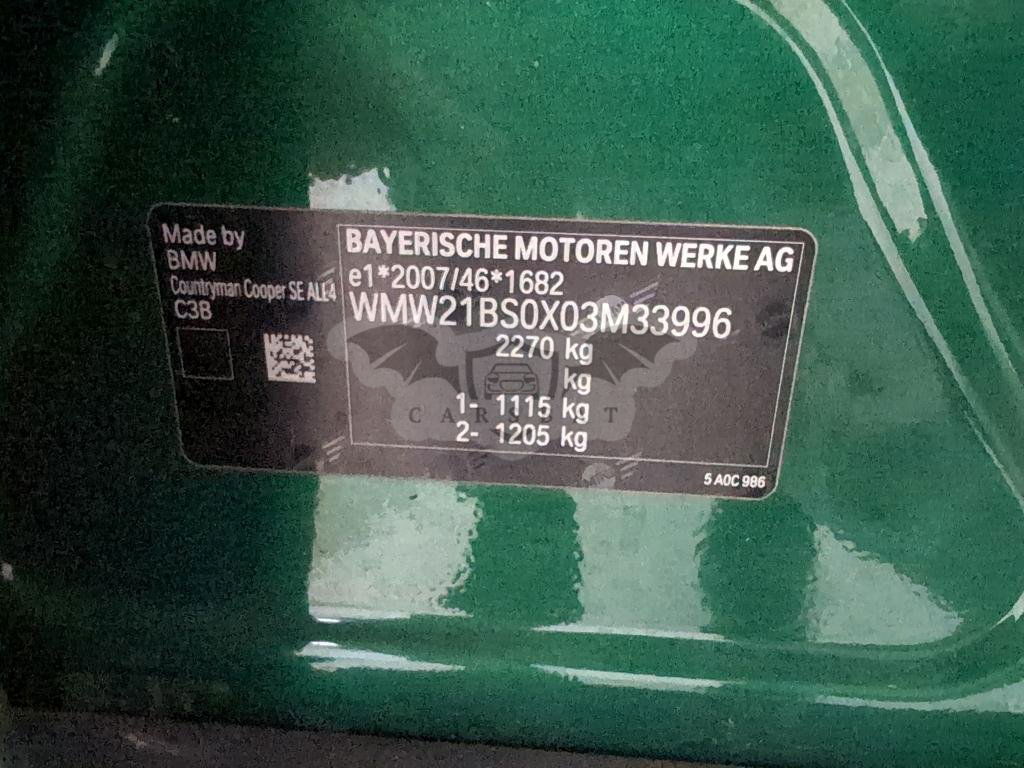 Made by
BMW
Countryman Cooper SE ALL4
C3B
BAYERISCHE MOTOREN WERKE AG
e1*2007/46*1682
WMW21BS0X03M33996
2270 kg
kg
1- 1115 kg
2- 1205 kg
5 A0C 986